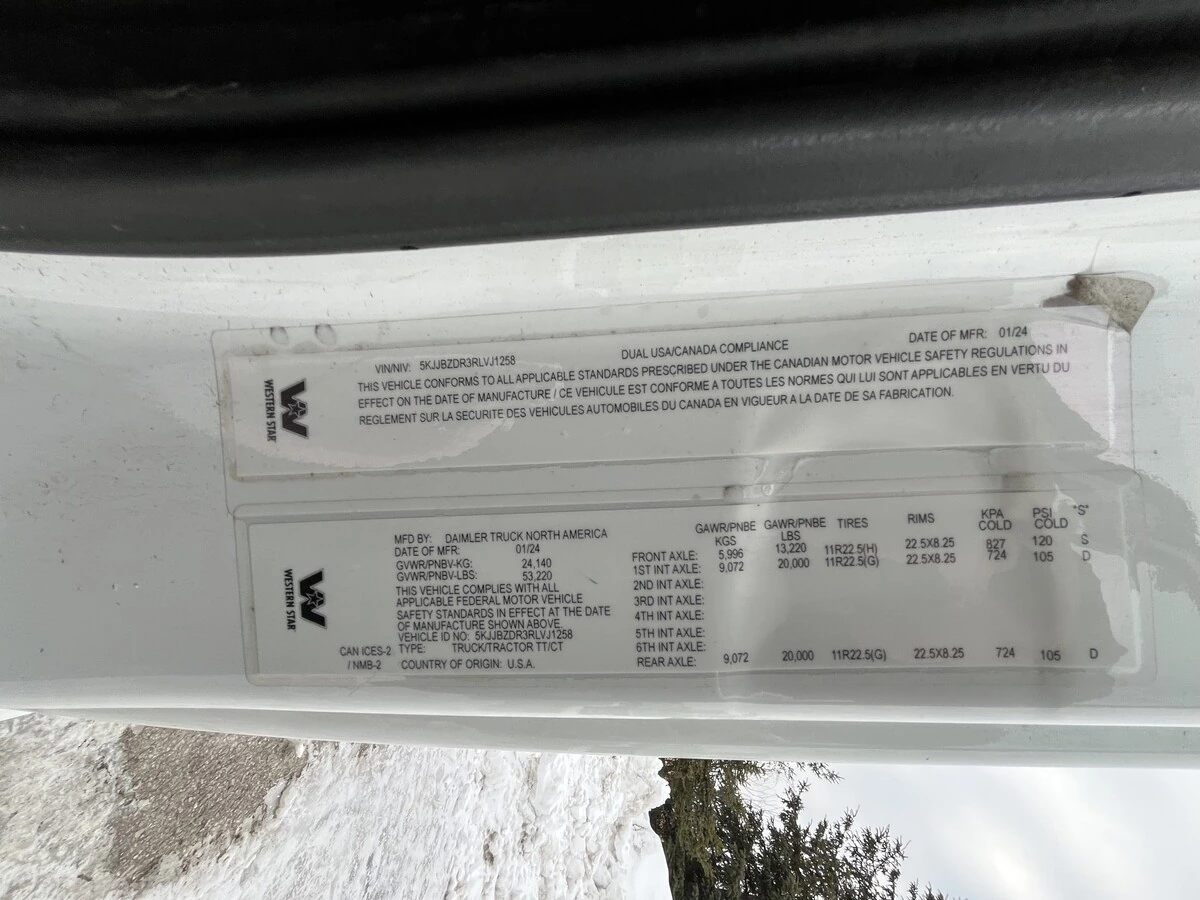 WESTERN STAR
VIN/NIV: 5KJJBZDR3RLVJ1258 DUAL USA/CANADA COMPLIANCE DATE OF MFR: 01/24
THIS VEHICLE CONFORMS TO ALL APPLICABLE STANDARDS PRESCRIBED UNDER THE CANADIAN MOTOR VEHICLE SAFETY REGULATIONS IN
EFFECT ON THE DATE OF MANUFACTURE / CE VEHICULE EST CONFORME A TOUTES LES NORMES QUI LUI SONT APPLICABLES EN VERTU DU
REGLEMENT SUR LA SECURITE DES VEHICULES AUTOMOBILES DU CANADA EN VIGUEUR A LA DATE DE SA FABRICATION.
WESTERN STAR
MFD BY: DAIMLER TRUCK NORTH AMERICA
DATE OF MFR: 01/24
GVWR/PNBV-KG: 24,140
GVWR/PNBV-LBS: 53,220
THIS VEHICLE COMPLIES WITH ALL
APPLICABLE FEDERAL MOTOR VEHICLE
SAFETY STANDARDS IN EFFECT AT THE DATE
OF MANUFACTURE SHOWN ABOVE.
VEHICLE ID NO: 5KJJBZDR3RLVJ1258
TYPE: TRUCK/TRACTOR TT/CT
COUNTRY OF ORIGIN: U.S.A.
CAN ICES-2
/ NMB-2
GAWR/PNBE GAWR/PNBE TIRES RIMS KPA PSI "S"
KGS LBS COLD COLD
FRONT AXLE: 5,996 13,220 11R22.5(H) 22.5X8.25 827 120 S
1ST INT AXLE: 9,072 20,000 11R22.5(G) 22.5X8.25 724 105 D
2ND INT AXLE:
3RD INT AXLE:
4TH INT AXLE:
5TH INT AXLE:
6TH INT AXLE:
REAR AXLE: 9,072 20,000 11R22.5(G) 22.5X8.25 724 105 D